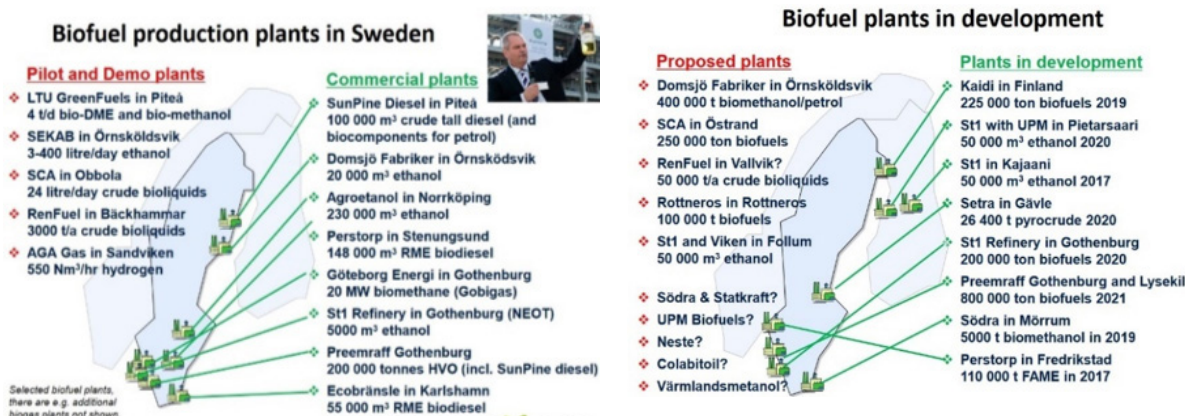 Biofuel production plants in Sweden
Pilot and Demo plants
LTU GreenFuels in Piteå
4 t/d bio-DME and bio-methanol
SEKAB in Örnsköldsvik
3-400 litre/day ethanol
SCA in Obbola
24 litre/day crude bioliquids
RenFuel in Bäckhammar
3000 t/a crude bioliquids
AGA Gas in Sandviken
550 Nm³/hr hydrogen
Selected biofuel plants,
there are e.g. additional
biogas plants not shown
Commercial plants
SunPine Diesel in Piteå
100 000 m³ crude tall diesel (and
biocomponents for petrol)
Domsjö Fabriker in Örnsködsvik
20 000 m³ ethanol
Agroetanol in Norrköping
230 000 m³ ethanol
Perstorp in Stenungsund
148 000 m³ RME biodiesel
Göteborg Energi in Gothenburg
20 MW biomethane (Gobigas)
St1 Refinery in Gothenburg (NEOT)
5000 m³ ethanol
Preemraff Gothenburg
200 000 tonnes HVO (incl. SunPine diesel)
Ecobränsle in Karlshamn
55 000 m³ RME biodiesel
Biofuel plants in development
Proposed plants
Domsjö Fabriker in Örnsköldsvik
400 000 t biomethanol/petrol
SCA in Östrand
250 000 ton biofuels
RenFuel in Vallvik?
50 000 t/a crude bioliquids
Rottneros in Rottneros
100 000 t biofuels
St1 and Viken in Follum
50 000 m³ ethanol
Södra & Statkraft?
UPM Biofuels?
Neste?
Colabitoil?
Värmlandsmetanol?
Plants in development
Kaidi in Finland
225 000 ton biofuels 2019
St1 with UPM in Pietarsaari
50 000 m³ ethanol 2020
St1 in Kajaani
50 000 m³ ethanol 2017
Setra in Gävle
26 400 t pyrocrude 2020
St1 Refinery in Gothenburg
200 000 ton biofuels 2020
Preemraff Gothenburg and Lysekil
800 000 ton biofuels 2021
Södra in Mörrum
5000 t biomethanol in 2019
Perstorp in Fredrikstad
110 000 t FAME in 2017